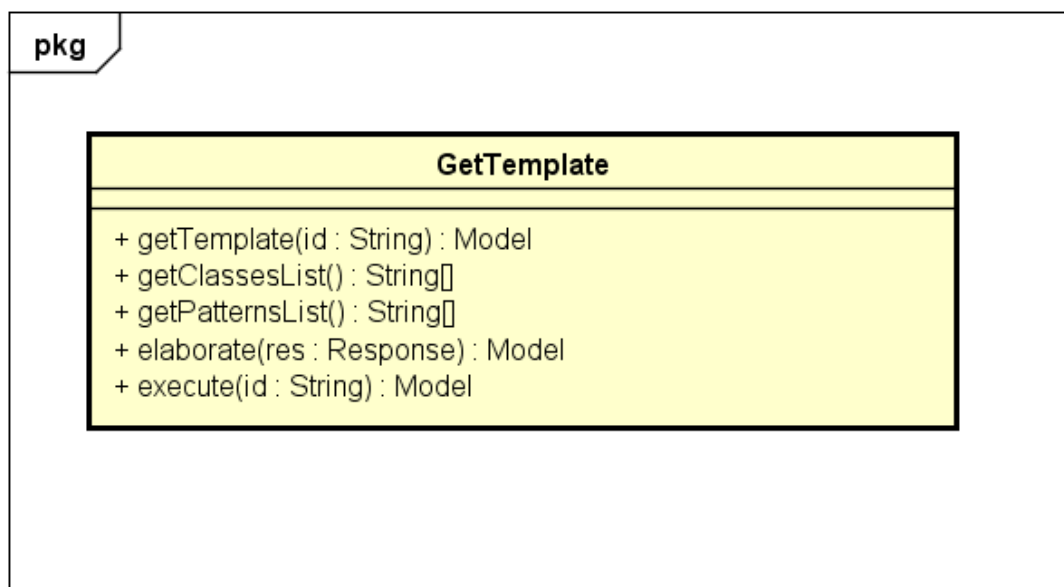 pkg
GetTemplate
+ getTemplate(id : String) : Model
+ getClassesList() : String[]
+ getPatternsList() : String[]
+ elaborate(res : Response) : Model
+ execute(id : String) : Model